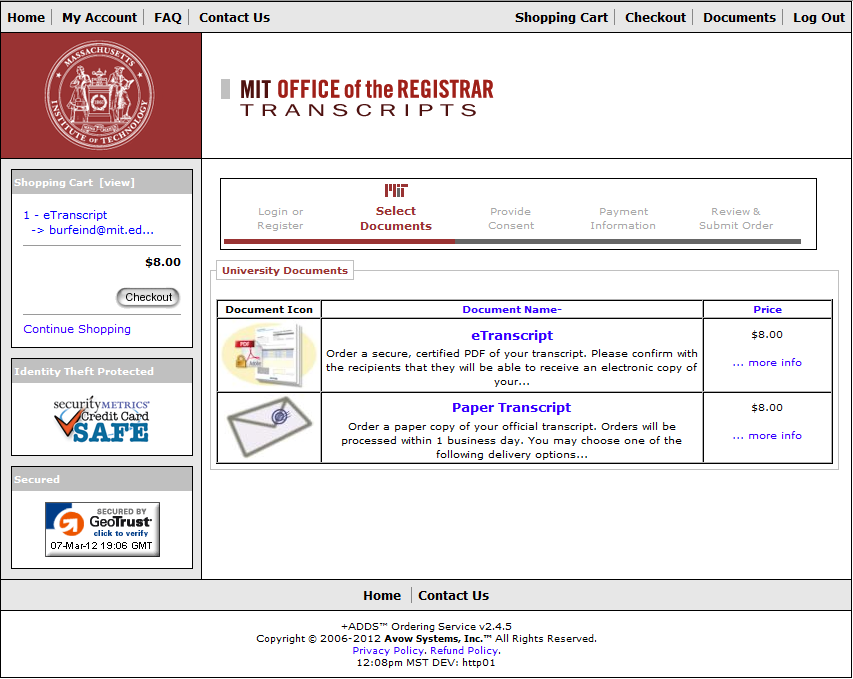 Home My Account FAQ Contact Us Shopping Cart Checkout Documents Log Out
MASSACHUSETTS INSTITUTE OF TECHNOLOGY
MIT OFFICE of the REGISTRAR
TRANSCRIPTS
Shopping Cart [view]
1 - eTranscript
-> burfeind@mit.ed...
$8.00
Checkout
Continue Shopping
Identity Theft Protected
securityMETRICS®
Credit Card
SAFE
Secured
SECURED BY
GeoTrust
click to verify
07-Mar-12 19:06 GMT
Login or
Register
Select
Documents
Provide
Consent
Payment
Information
Review &
Submit Order
University Documents
Document Icon Document Name- Price
PDF
Adobe
eTranscript
Order a secure, certified PDF of your transcript. Please confirm with
the recipients that they will be able to receive an electronic copy of
your...
$8.00
... more info
Paper Transcript
Order a paper copy of your official transcript. Orders will be
processed within 1 business day. You may choose one of the
following delivery options...
$8.00
... more info
Home Contact Us
+ADDS™ Ordering Service v2.4.5
Copyright © 2006-2012 Avow Systems, Inc.™ All Rights Reserved.
Privacy Policy. Refund Policy.
12:08pm MST DEV: http01